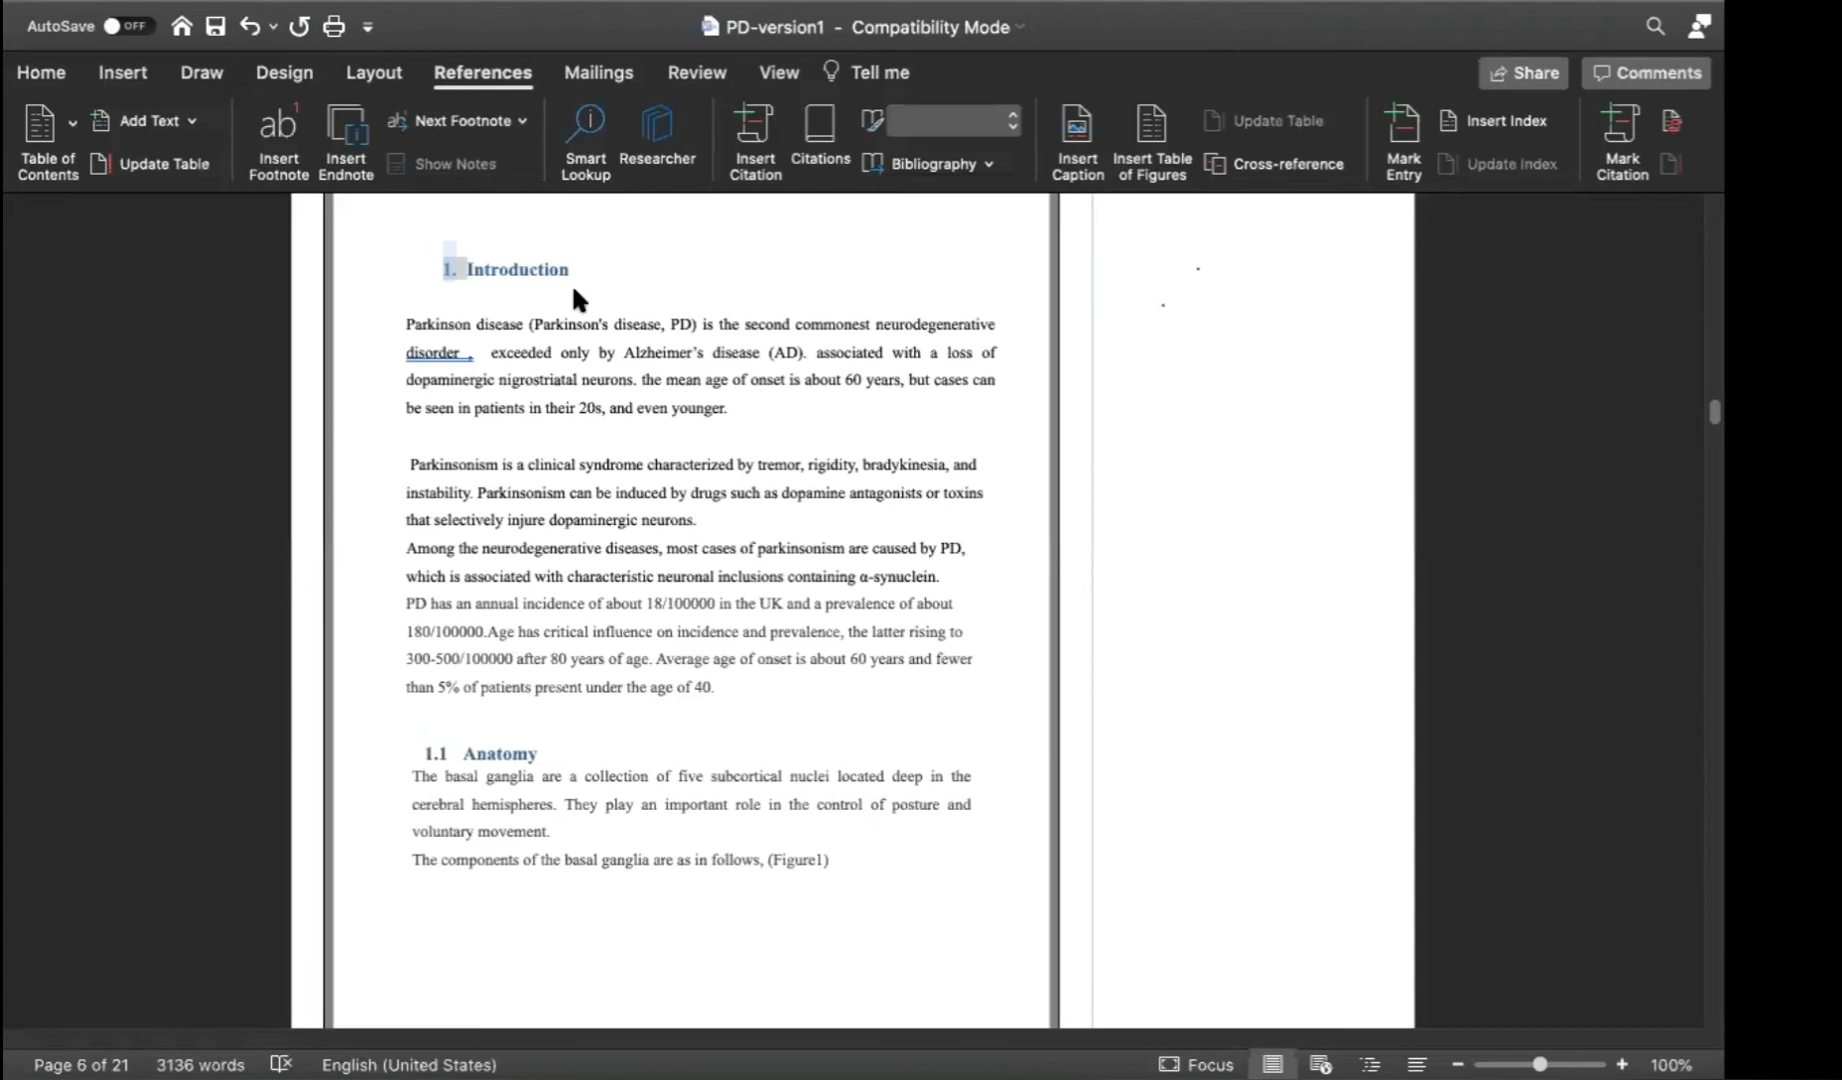 AutoSave OFF PD-version1 - Compatibility Mode
Home Insert Draw Design Layout References Mailings Review View Tell me Share Comments
Table of Contents
Add Text
Update Table
ab 1
Insert Footnote
Insert Endnote
ab Next Footnote
Show Notes
Smart Lookup
Researcher
Insert Citation
Citations
Bibliography
Insert Caption
Insert Table of Figures
Update Table
Cross-reference
Mark Entry
Insert Index
Update Index
Mark Citation
1. Introduction
Parkinson disease (Parkinson's disease, PD) is the second commonest neurodegenerative
disorder , exceeded only by Alzheimer's disease (AD). associated with a loss of
dopaminergic nigrostriatal neurons. the mean age of onset is about 60 years, but cases can
be seen in patients in their 20s, and even younger.
Parkinsonism is a clinical syndrome characterized by tremor, rigidity, bradykinesia, and
instability. Parkinsonism can be induced by drugs such as dopamine antagonists or toxins
that selectively injure dopaminergic neurons.
Among the neurodegenerative diseases, most cases of parkinsonism are caused by PD,
which is associated with characteristic neuronal inclusions containing α-synuclein.
PD has an annual incidence of about 18/100000 in the UK and a prevalence of about
180/100000.Age has critical influence on incidence and prevalence, the latter rising to
300-500/100000 after 80 years of age. Average age of onset is about 60 years and fewer
than 5% of patients present under the age of 40.
1.1 Anatomy
The basal ganglia are a collection of five subcortical nuclei located deep in the
cerebral hemispheres. They play an important role in the control of posture and
voluntary movement.
The components of the basal ganglia are as in follows, (Figure1)
Page 6 of 21 3136 words English (United States) Focus 100%